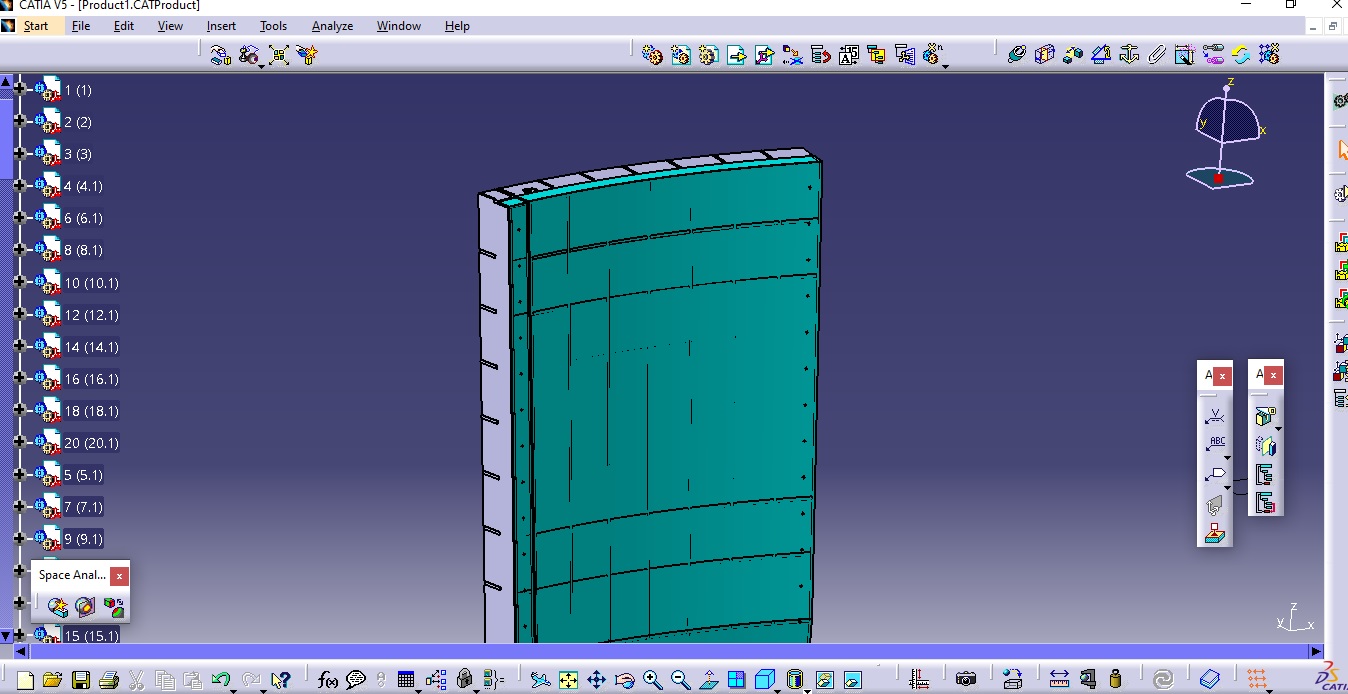 CATIA V5 - [Product1.CATProduct]
Start File Edit View Insert Tools Analyze Window Help
1 (1)
2 (2)
3 (3)
4 (4.1)
6 (6.1)
8 (8.1)
10 (10.1)
12 (12.1)
14 (14.1)
16 (16.1)
18 (18.1)
20 (20.1)
5 (5.1)
7 (7.1)
9 (9.1)
15 (15.1)
Space Anal... x
z
y x
A x
A x
ABC
z
y x
f(x)
CATIA